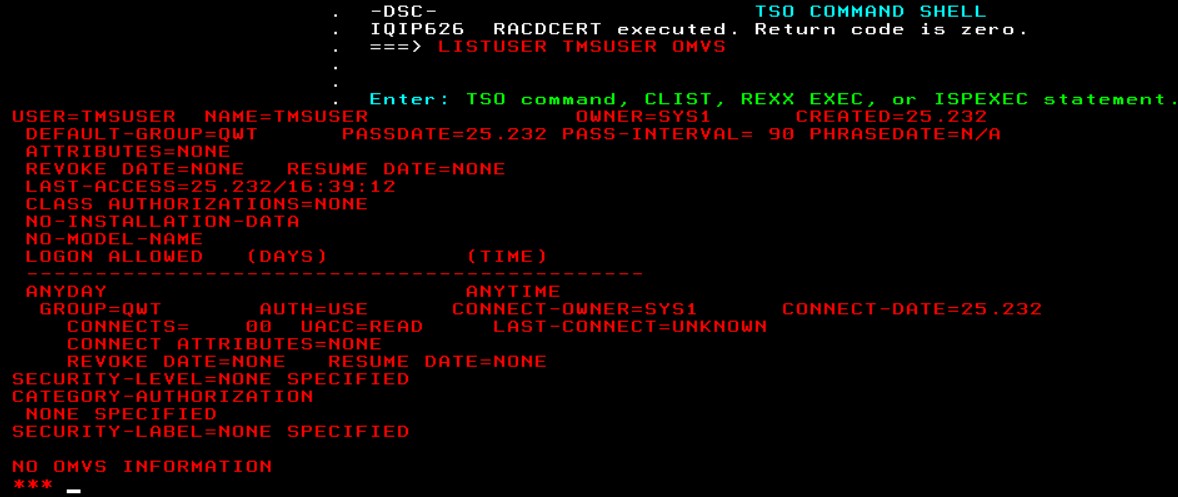 . -DSC- TSO COMMAND SHELL
. IQIP626 RACDCERT executed. Return code is zero.
. ===> LISTUSER TMSUSER OMVS
.
.
. Enter: TSO command, CLIST, REXX EXEC, or ISPEXEC statement.
USER=TMSUSER NAME=TMSUSER OWNER=SYS1 CREATED=25.232
DEFAULT-GROUP=QWT PASSDATE=25.232 PASS-INTERVAL= 90 PHRASEDATE=N/A
ATTRIBUTES=NONE
REVOKE DATE=NONE RESUME DATE=NONE
LAST-ACCESS=25.232/16:39:12
CLASS AUTHORIZATIONS=NONE
NO-INSTALLATION-DATA
NO-MODEL-NAME
LOGON ALLOWED (DAYS) (TIME)
---------------------------------------------
ANYDAY ANYTIME
GROUP=QWT AUTH=USE CONNECT-OWNER=SYS1 CONNECT-DATE=25.232
CONNECTS= 00 UACC=READ LAST-CONNECT=UNKNOWN
CONNECT ATTRIBUTES=NONE
REVOKE DATE=NONE RESUME DATE=NONE
SECURITY-LEVEL=NONE SPECIFIED
CATEGORY-AUTHORIZATION
NONE SPECIFIED
SECURITY-LABEL=NONE SPECIFIED
NO OMVS INFORMATION
*** _